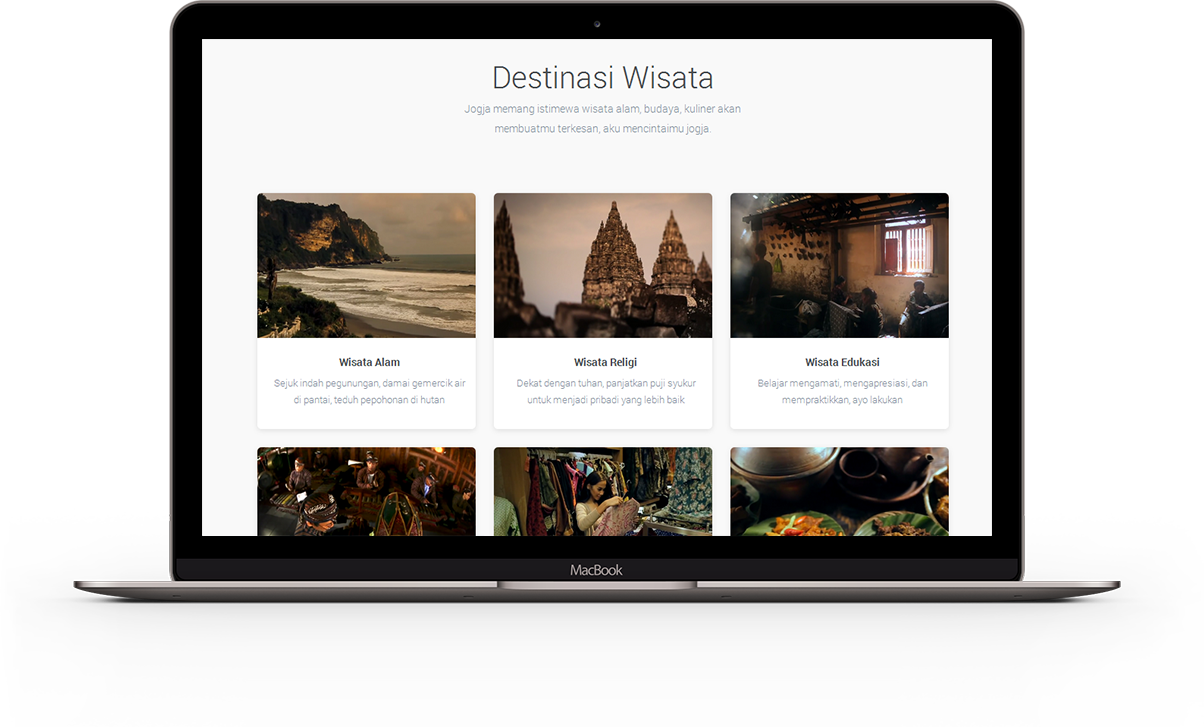 Destinasi Wisata
Jogja memang istimewa wisata alam, budaya, kuliner akan
membuatmu terkesan, aku mencintaimu jogja.
Wisata Alam
Sejuk indah pegunungan, damai gemercik air
di pantai, teduh pepohonan di hutan
Wisata Religi
Dekat dengan tuhan, panjatkan puji syukur
untuk menjadi pribadi yang lebih baik
Wisata Edukasi
Belajar mengamati, mengapresiasi, dan
mempraktikkan, ayo lakukan
MacBook